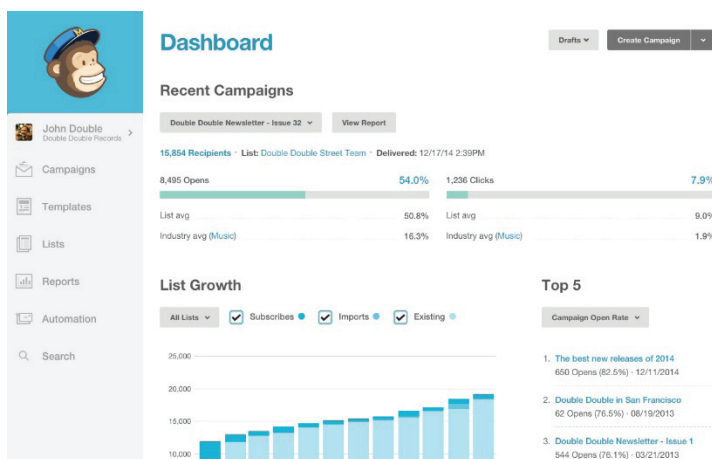 Dashboard
Drafts
Create Campaign
Recent Campaigns
Double Double Newsletter - Issue 32
View Report
15,854 Recipients · List: Double Double Street Team · Delivered: 12/17/14 2:39PM
8,495 Opens 54.0%
List avg 50.8%
Industry avg (Music) 16.3%
1,236 Clicks 7.9%
List avg 9.0%
Industry avg (Music) 1.9%
John Double
Double Double Records
Campaigns
Templates
Lists
Reports
Automation
Search
List Growth
All Lists
Subscribes
Imports
Existing
25,000
20,000
15,000
10,000
Top 5
Campaign Open Rate
1. The best new releases of 2014
650 Opens (82.5%) - 12/11/2014
2. Double Double in San Francisco
62 Opens (76.5%) - 08/19/2013
3. Double Double Newsletter - Issue 1
544 Opens (76.1%) - 03/21/2013